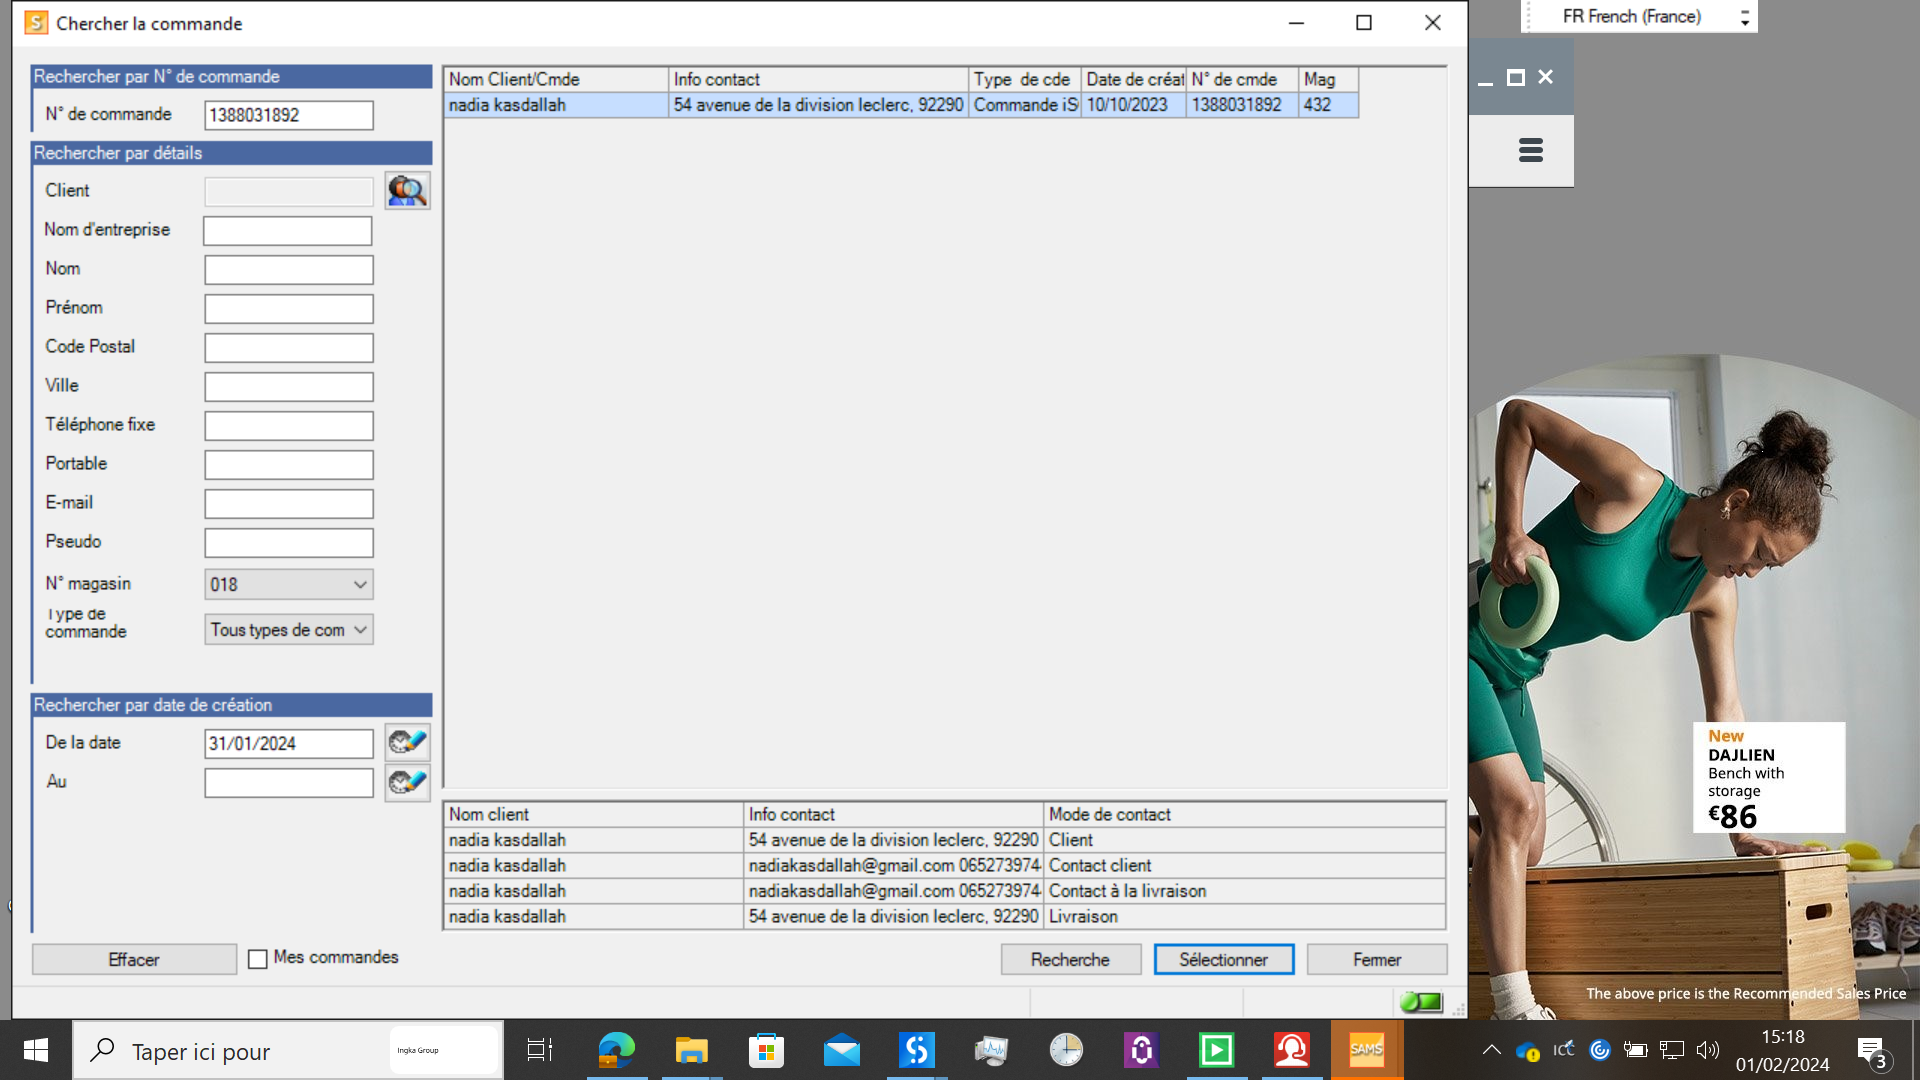 Chercher la commande
FR French (France)
Rechercher par N° de commande
N° de commande 1388031892
Rechercher par détails
Client
Nom d'entreprise
Nom
Prénom
Code Postal
Ville
Téléphone fixe
Portable
E-mail
Pseudo
N° magasin 018
Type de
commande Tous types de com
Rechercher par date de création
De la date 31/01/2024
Au
Effacer Mes commandes
Nom Client/Cmde Info contact Type de cde Date de créat N° de cmde Mag
nadia kasdallah 54 avenue de la division leclerc, 92290 Commande iS 10/10/2023 1388031892 432
Nom client Info contact Mode de contact
nadia kasdallah 54 avenue de la division leclerc, 92290 Client
nadia kasdallah nadiakasdallah@gmail.com 065273974 Contact client
nadia kasdallah nadiakasdallah@gmail.com 065273974 Contact à la livraison
nadia kasdallah 54 avenue de la division leclerc, 92290 Livraison
Recherche Sélectionner Fermer
New
DAJLIEN
Bench with
storage
€86
The above price is the Recommended Sales Price
Taper ici pour
Ingka Group
SAMS
ICC
15:18
01/02/2024
3